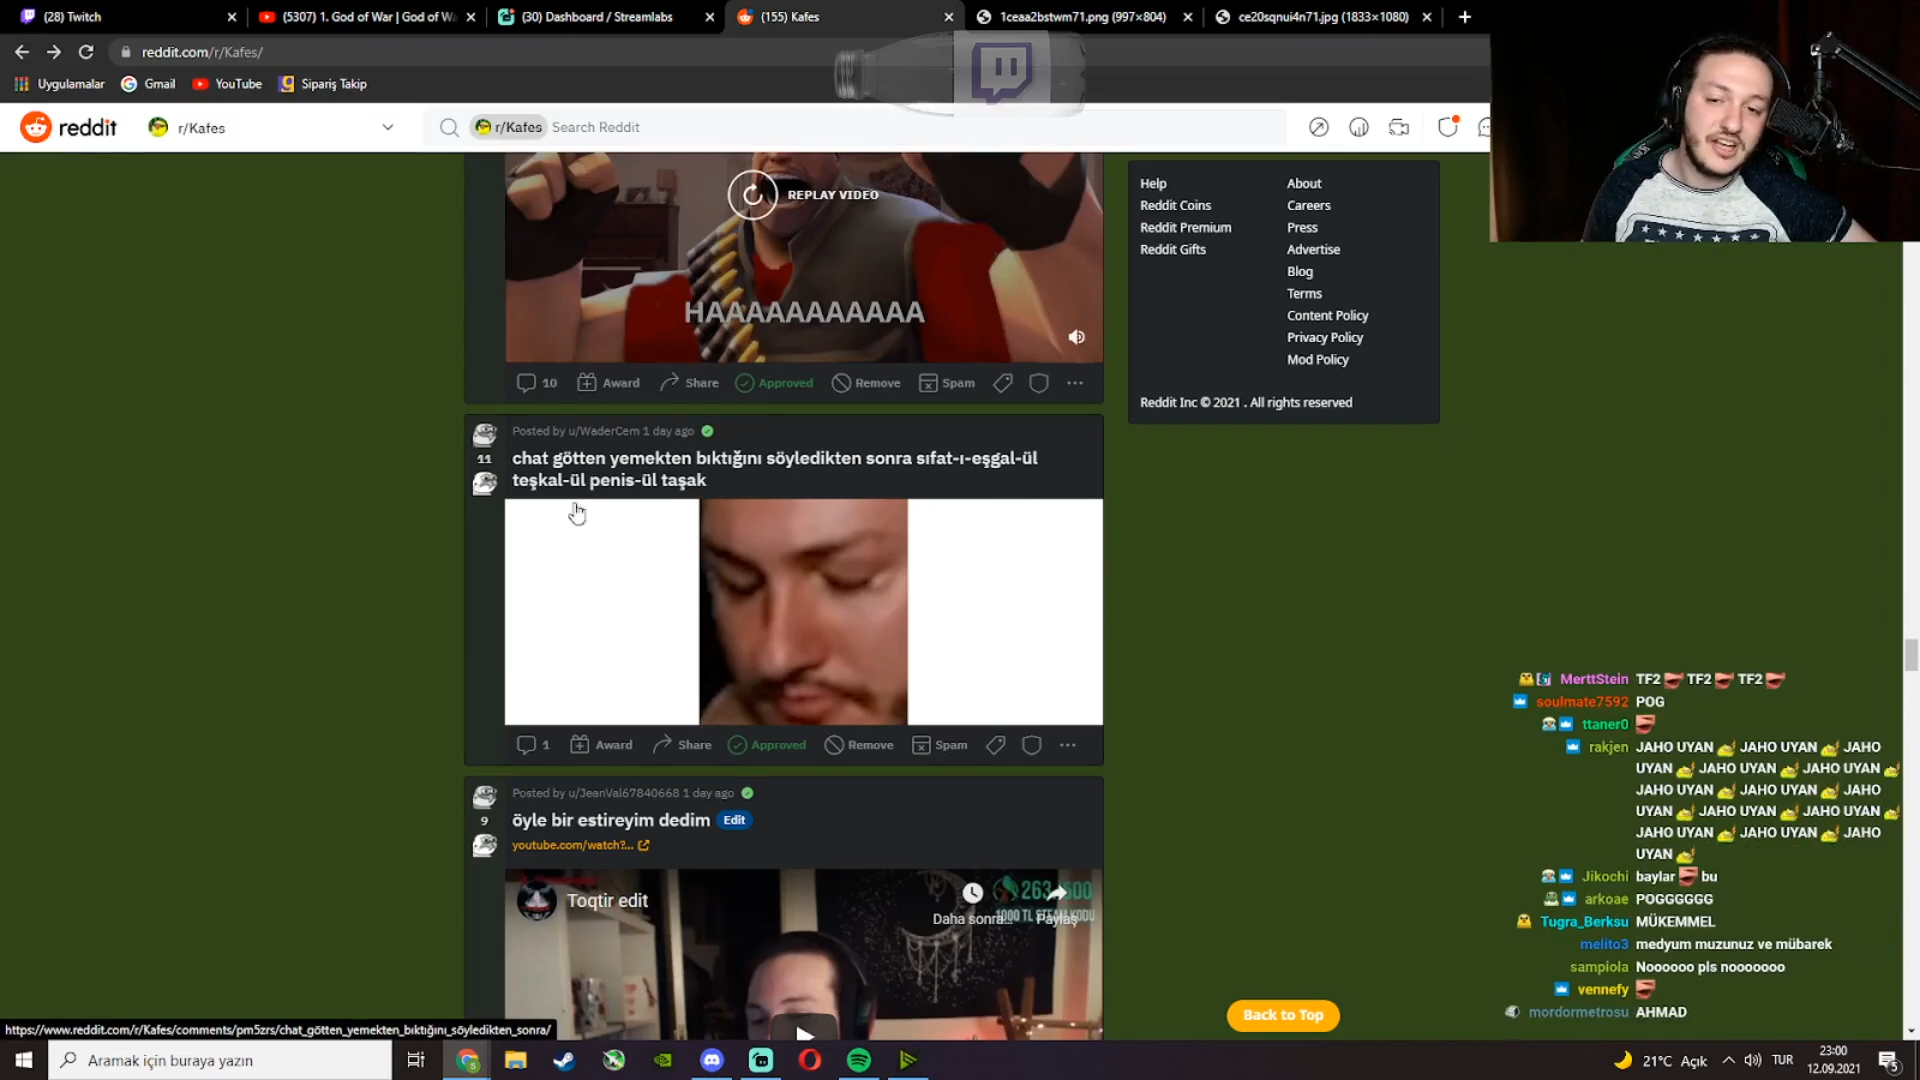 (28) Twitch
(5307) 1. God of War | God of Wa
(30) Dashboard / Streamlabs
(155) Kafes
1ceaa2bstwm71.png (997×804)
ce20sqnui4n71.jpg (1833×1080)
reddit.com/r/Kafes/
Uygulamalar
Gmail
YouTube
Sipariş Takip
reddit
r/Kafes
r/Kafes
Search Reddit
REPLAY VIDEO
HAAAAAAAAAAA
10 Award Share Approved Remove Spam
Help
About
Reddit Coins
Careers
Reddit Premium
Press
Reddit Gifts
Advertise
Blog
Terms
Content Policy
Privacy Policy
Mod Policy
Reddit Inc © 2021 . All rights reserved
Posted by u/WaderCem 1 day ago
11
chat götten yemekten bıktığını söyledikten sonra sıfat-ı-eşgal-ül
teşkal-ül penis-ül taşak
1 Award Share Approved Remove Spam
Posted by u/JeanVal67840668 1 day ago
9
öyle bir estireyim dedim Edit
youtube.com/watch?...
Toqtir edit
Daha sonra...
Paylaş
1000 TL STEAM KODU
Back to Top
MerttStein TF2 TF2 TF2
soulmate7592 POG
ttaner0
rakjen JAHO UYAN JAHO UYAN JAHO
UYAN JAHO UYAN JAHO UYAN
JAHO UYAN JAHO UYAN JAHO
UYAN JAHO UYAN JAHO UYAN
JAHO UYAN JAHO UYAN JAHO
UYAN
Jikochi baylar bu
arkoae POGGGGGG
Tugra_Berksu MÜKEMMEL
melito3 medyum muzunuz ve mübarek
sampiola Noooooo pls nooooooo
vennefy
mordormetrosu AHMAD
https://www.reddit.com/r/Kafes/comments/pm5zrs/chat_götten_yemekten_bıktığını_söyledikten_sonra/
Aramak için buraya yazın
21°C Açık
TUR
23:00
12.09.2021
5